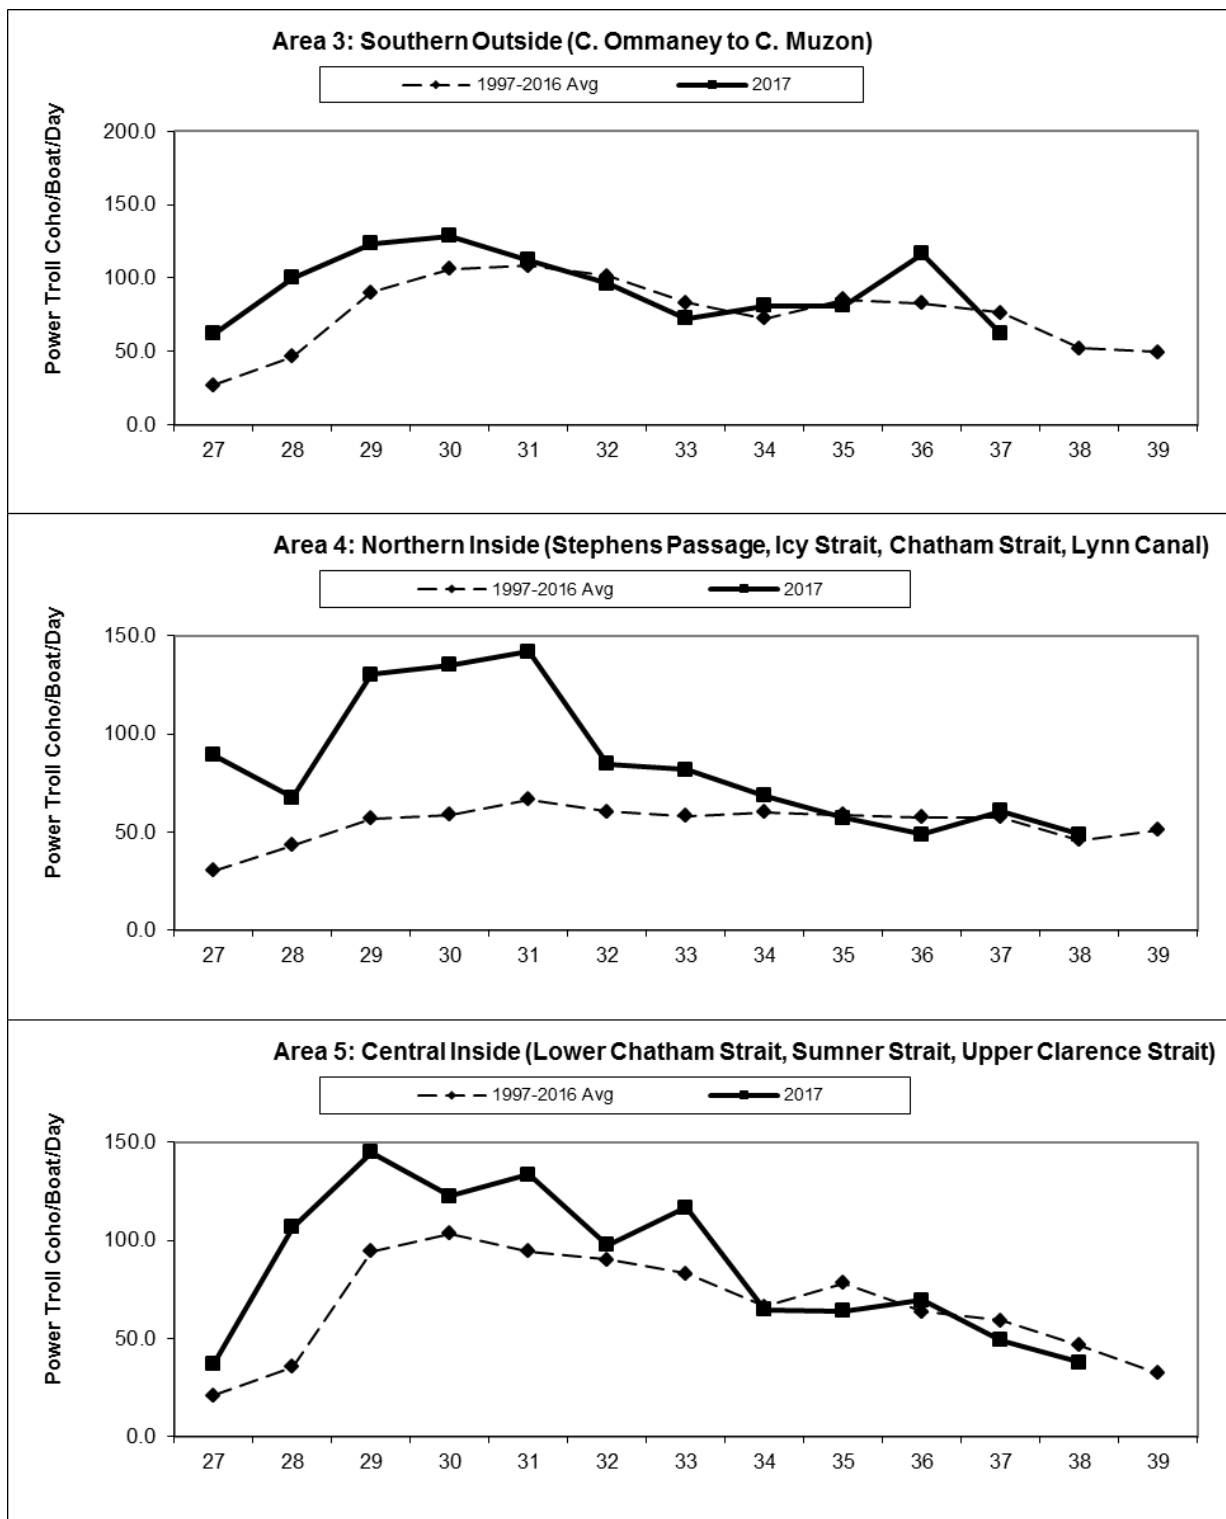 Area 3: Southern Outside (C. Ommaney to C. Muzon)
1997-2016 Avg 2017
Power Troll Coho/Boat/Day
200.0
150.0
100.0
50.0
0.0
27 28 29 30 31 32 33 34 35 36 37 38 39
Area 4: Northern Inside (Stephens Passage, Icy Strait, Chatham Strait, Lynn Canal)
1997-2016 Avg 2017
Power Troll Coho/Boat/Day
150.0
100.0
50.0
0.0
27 28 29 30 31 32 33 34 35 36 37 38 39
Area 5: Central Inside (Lower Chatham Strait, Sumner Strait, Upper Clarence Strait)
1997-2016 Avg 2017
Power Troll Coho/Boat/Day
150.0
100.0
50.0
0.0
27 28 29 30 31 32 33 34 35 36 37 38 39